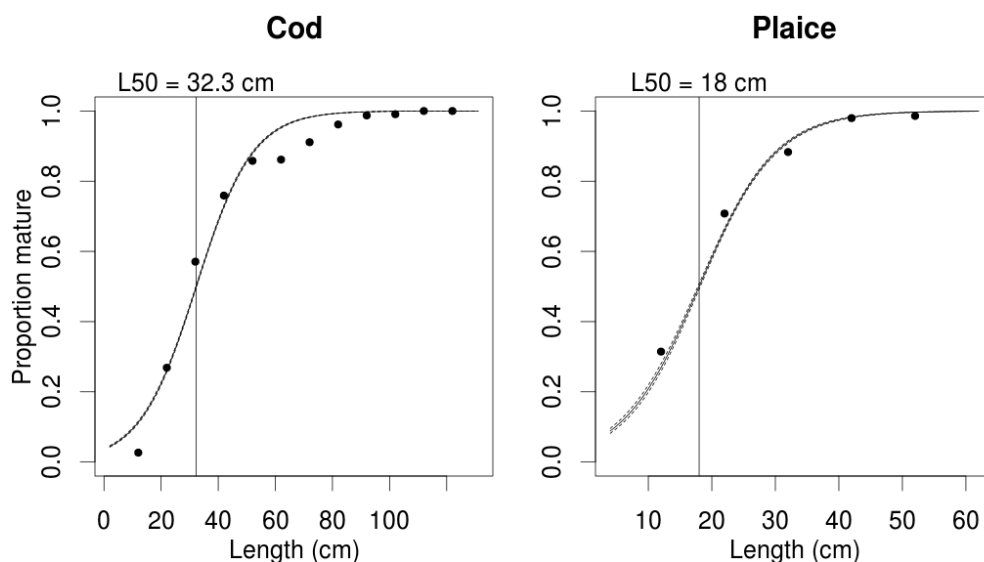 Cod
L50 = 32.3 cm
Proportion mature
0.0 0.2 0.4 0.6 0.8 1.0
0 20 40 60 80 100
Length (cm)
Plaice
L50 = 18 cm
0.0 0.2 0.4 0.6 0.8 1.0
10 20 30 40 50 60
Length (cm)